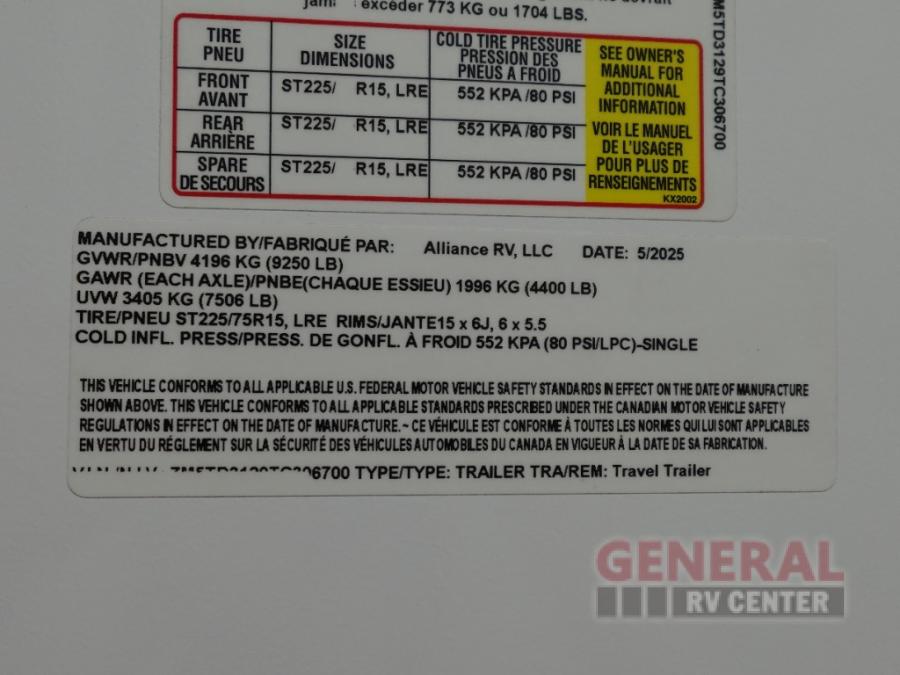 excéder 773 KG ou 1704 LBS.
TIRE PNEU
SIZE DIMENSIONS
COLD TIRE PRESSURE PRESSION DES PNEUS A FROID
SEE OWNER'S MANUAL FOR ADDITIONAL INFORMATION
FRONT AVANT
ST225/ R15, LRE
552 KPA /80 PSI
REAR ARRIÈRE
ST225/ R15, LRE
552 KPA /80 PSI
VOIR LE MANUEL DE L'USAGER POUR PLUS DE RENSEIGNEMENTS
SPARE DE SECOURS
ST225/ R15, LRE
552 KPA /80 PSI
KX2002
M5TD3129TC306700
MANUFACTURED BY/FABRIQUÉ PAR: Alliance RV, LLC DATE: 5/2025
GVWR/PNBV 4196 KG (9250 LB)
GAWR (EACH AXLE)/PNBE(CHAQUE ESSIEU) 1996 KG (4400 LB)
UVW 3405 KG (7506 LB)
TIRE/PNEU ST225/75R15, LRE RIMS/JANTE15 x 6J, 6 x 5.5
COLD INFL. PRESS/PRESS. DE GONFL. À FROID 552 KPA (80 PSI/LPC)-SINGLE
THIS VEHICLE CONFORMS TO ALL APPLICABLE U.S. FEDERAL MOTOR VEHICLE SAFETY STANDARDS IN EFFECT ON THE DATE OF MANUFACTURE
SHOWN ABOVE. THIS VEHICLE CONFORMS TO ALL APPLICABLE STANDARDS PRESCRIBED UNDER THE CANADIAN MOTOR VEHICLE SAFETY
REGULATIONS IN EFFECT ON THE DATE OF MANUFACTURE.~ CE VÉHICULE EST CONFORME À TOUTES LES NORMES QUI LUI SONT APPLICABLES
EN VERTU DU RÉGLEMENT SUR LA SÉCURITÉ DES VÉHICULES AUTOMOBILES DU CANADA EN VIGUEUR À LA DATE DE SA FABRICATION.
6700 TYPE/TYPE: TRAILER TRA/REM: Travel Trailer
GENERAL
RV CENTER